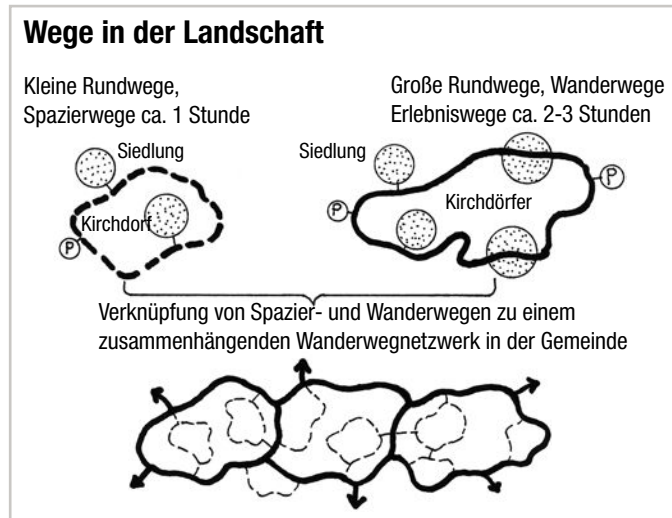 Wege in der Landschaft
Kleine Rundwege,
Spazierwege ca. 1 Stunde
Siedlung
Kirchdorf
P
Große Rundwege, Wanderwege
Erlebniswege ca. 2-3 Stunden
Siedlung
P
Kirchdörfer
P
Verknüpfung von Spazier- und Wanderwegen zu einem
zusammenhängenden Wanderwegnetzwerk in der Gemeinde